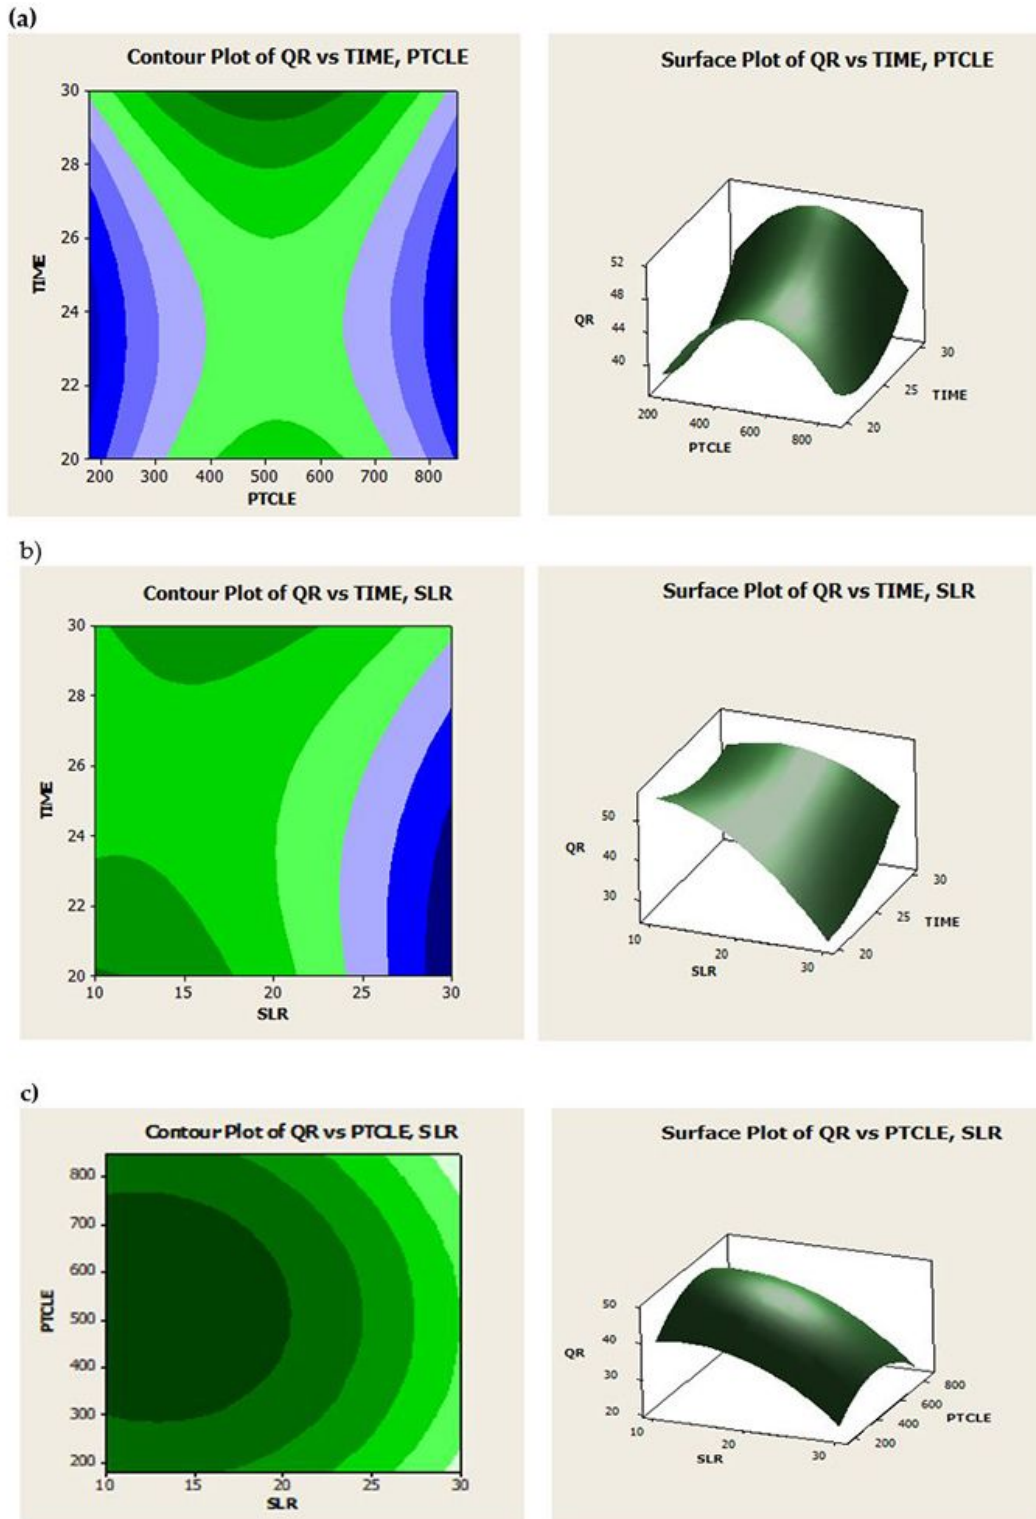 (a)
Contour Plot of QR vs TIME, PTCLE
30
28
26
24
22
20
TIME
200 300 400 500 600 700 800
PTCLE
Surface Plot of QR vs TIME, PTCLE
52
48
44
40
QR
200 400 600 800
PTCLE
20 25 30
TIME
b)
Contour Plot of QR vs TIME, SLR
30
28
26
24
22
20
TIME
10 15 20 25 30
SLR
Surface Plot of QR vs TIME, SLR
50
40
30
QR
10 20 30
SLR
20 25 30
TIME
c)
Contour Plot of QR vs PTCLE, SLR
800
700
600
500
400
300
200
PTCLE
10 15 20 25 30
SLR
Surface Plot of QR vs PTCLE, SLR
50
40
30
20
QR
10 20 30
SLR
200 400 600 800
PTCLE